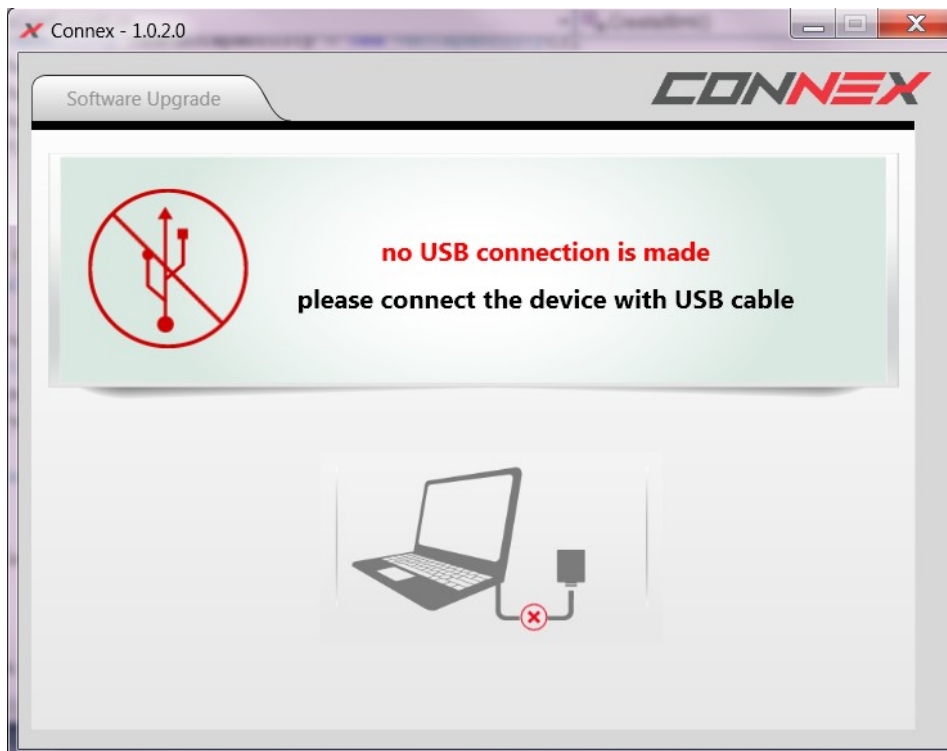 Connex - 1.0.2.0
Software Upgrade
CONNEX
no USB connection is made
please connect the device with USB cable